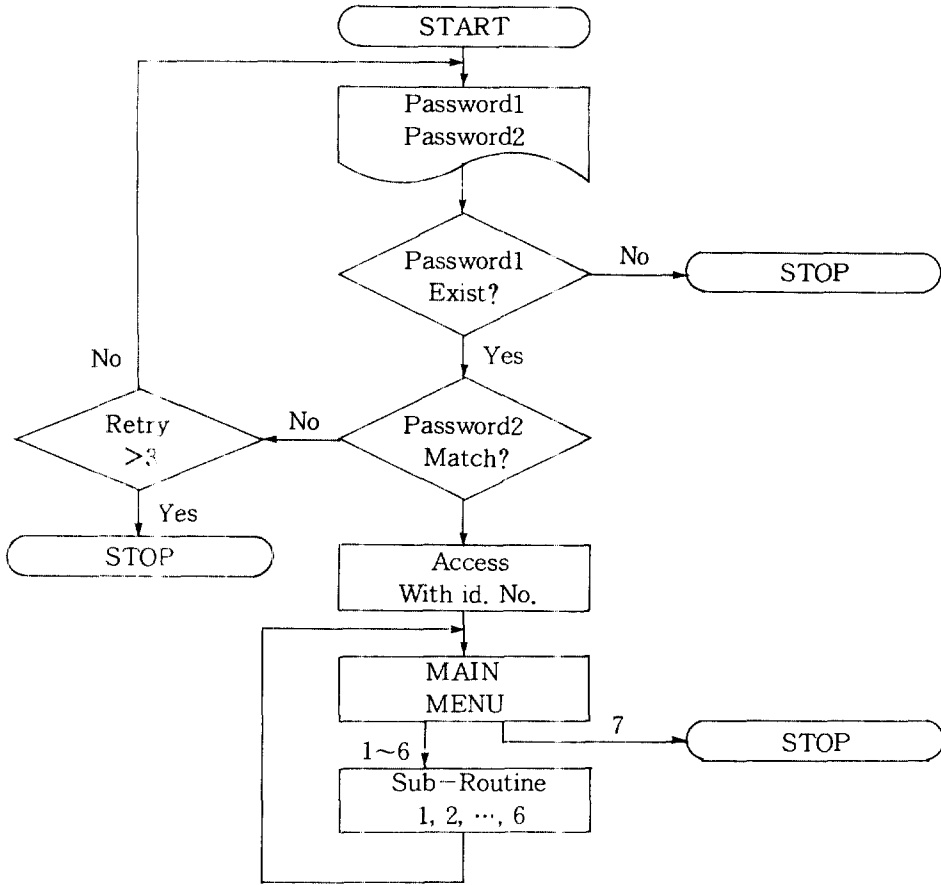 START
Password1
Password2
Password1
Exist?
No
STOP
Yes
No
Retry
>3
No
Password2
Match?
Yes
STOP
Access
With id. No.
MAIN
MENU
1~6
7
STOP
Sub-Routine
1, 2, ..., 6